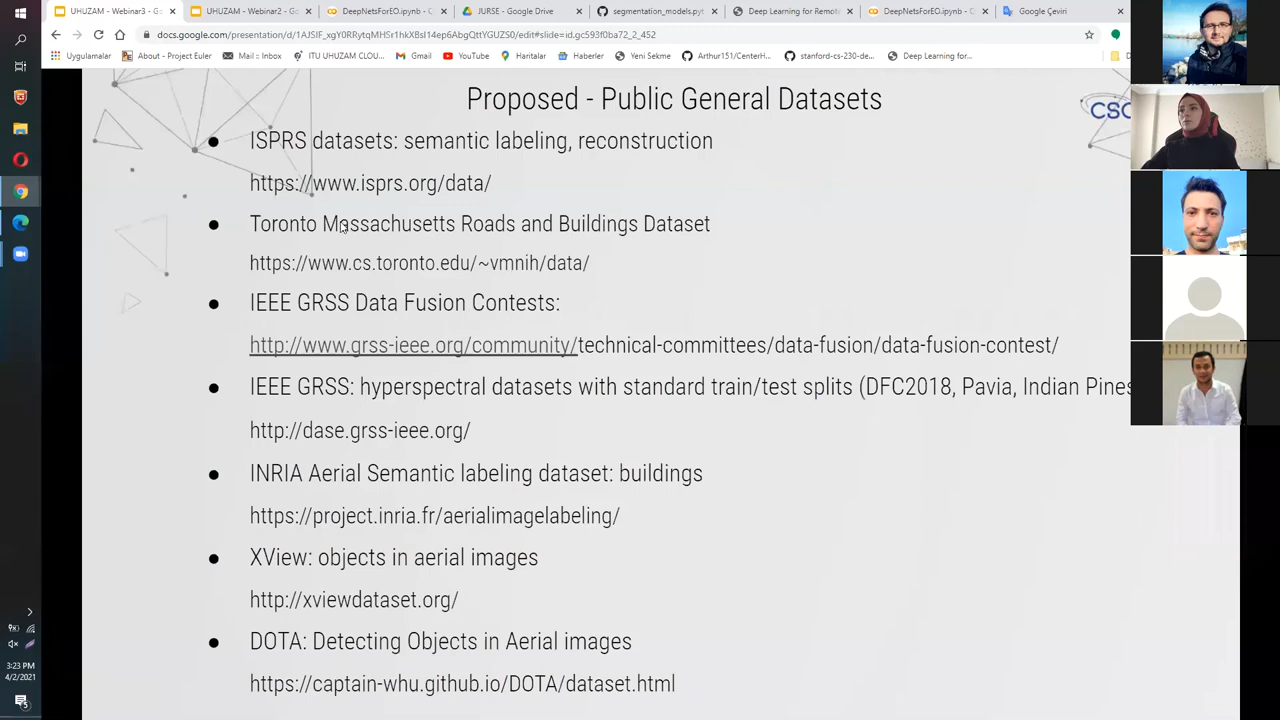 UHUZAM - Webinar3 - Go
UHUZAM - Webinar2 - Go
DeepNetsForEO.ipynb - C
JURSE - Google Drive
segmentation_models.pyt
Deep Learning for Remot
DeepNetsForEO.ipynb - C
Google Çeviri
docs.google.com/presentation/d/1AJSIF_xgY0RRytqMHSr1hkXBsI14ep6AbgQttYGUZS0/edit#slide=id.gc593f0ba72_2_452
Uygulamalar
About - Project Euler
Mail :: Inbox
ITU UHUZAM CLOU...
Gmail
YouTube
Haritalar
Haberler
Yeni Sekme
Arthur151/CenterH...
stanford-cs-230-de...
Deep Learning for...
Proposed - Public General Datasets
CSC
● ISPRS datasets: semantic labeling, reconstruction
https://www.isprs.org/data/
● Toronto Massachusetts Roads and Buildings Dataset
https://www.cs.toronto.edu/~vmnih/data/
● IEEE GRSS Data Fusion Contests:
http://www.grss-ieee.org/community/technical-committees/data-fusion/data-fusion-contest/
● IEEE GRSS: hyperspectral datasets with standard train/test splits (DFC2018, Pavia, Indian Pines
http://dase.grss-ieee.org/
● INRIA Aerial Semantic labeling dataset: buildings
https://project.inria.fr/aerialimagelabeling/
● XView: objects in aerial images
http://xviewdataset.org/
● DOTA: Detecting Objects in Aerial images
https://captain-whu.github.io/DOTA/dataset.html
3:23 PM
4/2/2021
5